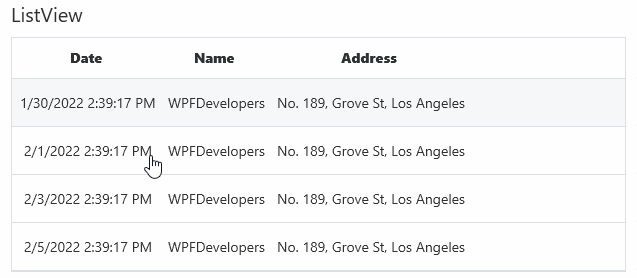 ListView
Date Name Address
1/30/2022 2:39:17 PM WPFDevelopers No. 189, Grove St, Los Angeles
2/1/2022 2:39:17 PM WPFDevelopers No. 189, Grove St, Los Angeles
2/3/2022 2:39:17 PM WPFDevelopers No. 189, Grove St, Los Angeles
2/5/2022 2:39:17 PM WPFDevelopers No. 189, Grove St, Los Angeles